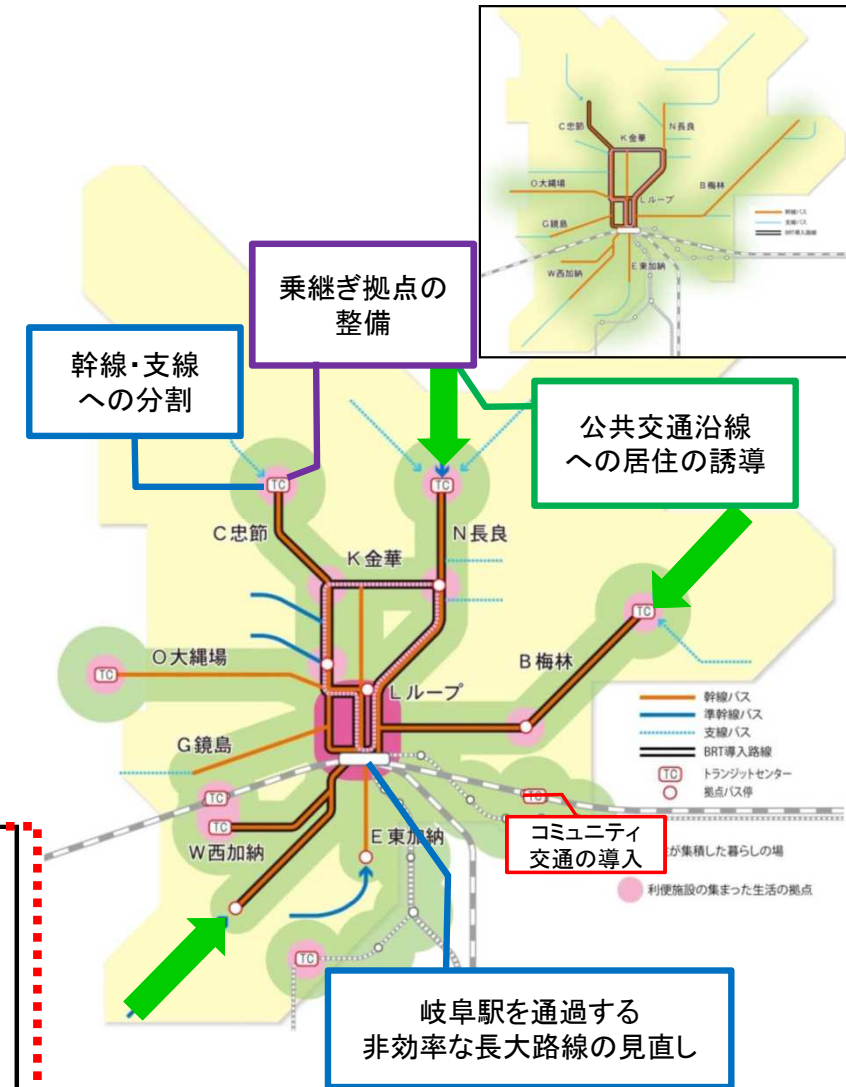 C忠節
N長良
K金華
O大縄場
B梅林
Lループ
G鏡島
幹線バス
支線バス
BRT導入路線
E東加納
W西加納
乗継ぎ拠点の
整備
幹線・支線
への分割
公共交通沿線
への居住の誘導
TC
TC
C忠節
N長良
K金華
TC
O大縄場
B梅林
TC
Lループ
幹線バス
準幹線バス
G鏡島
支線バス
BRT導入路線
TC トランジットセンター
TC
TC
拠点バス停
TC
E東加納
W西加納
コミュニティ
交通の導入
が集積した暮らしの場
利便施設の集まった生活の拠点
TC
岐阜駅を通過する
非効率な長大路線の見直し